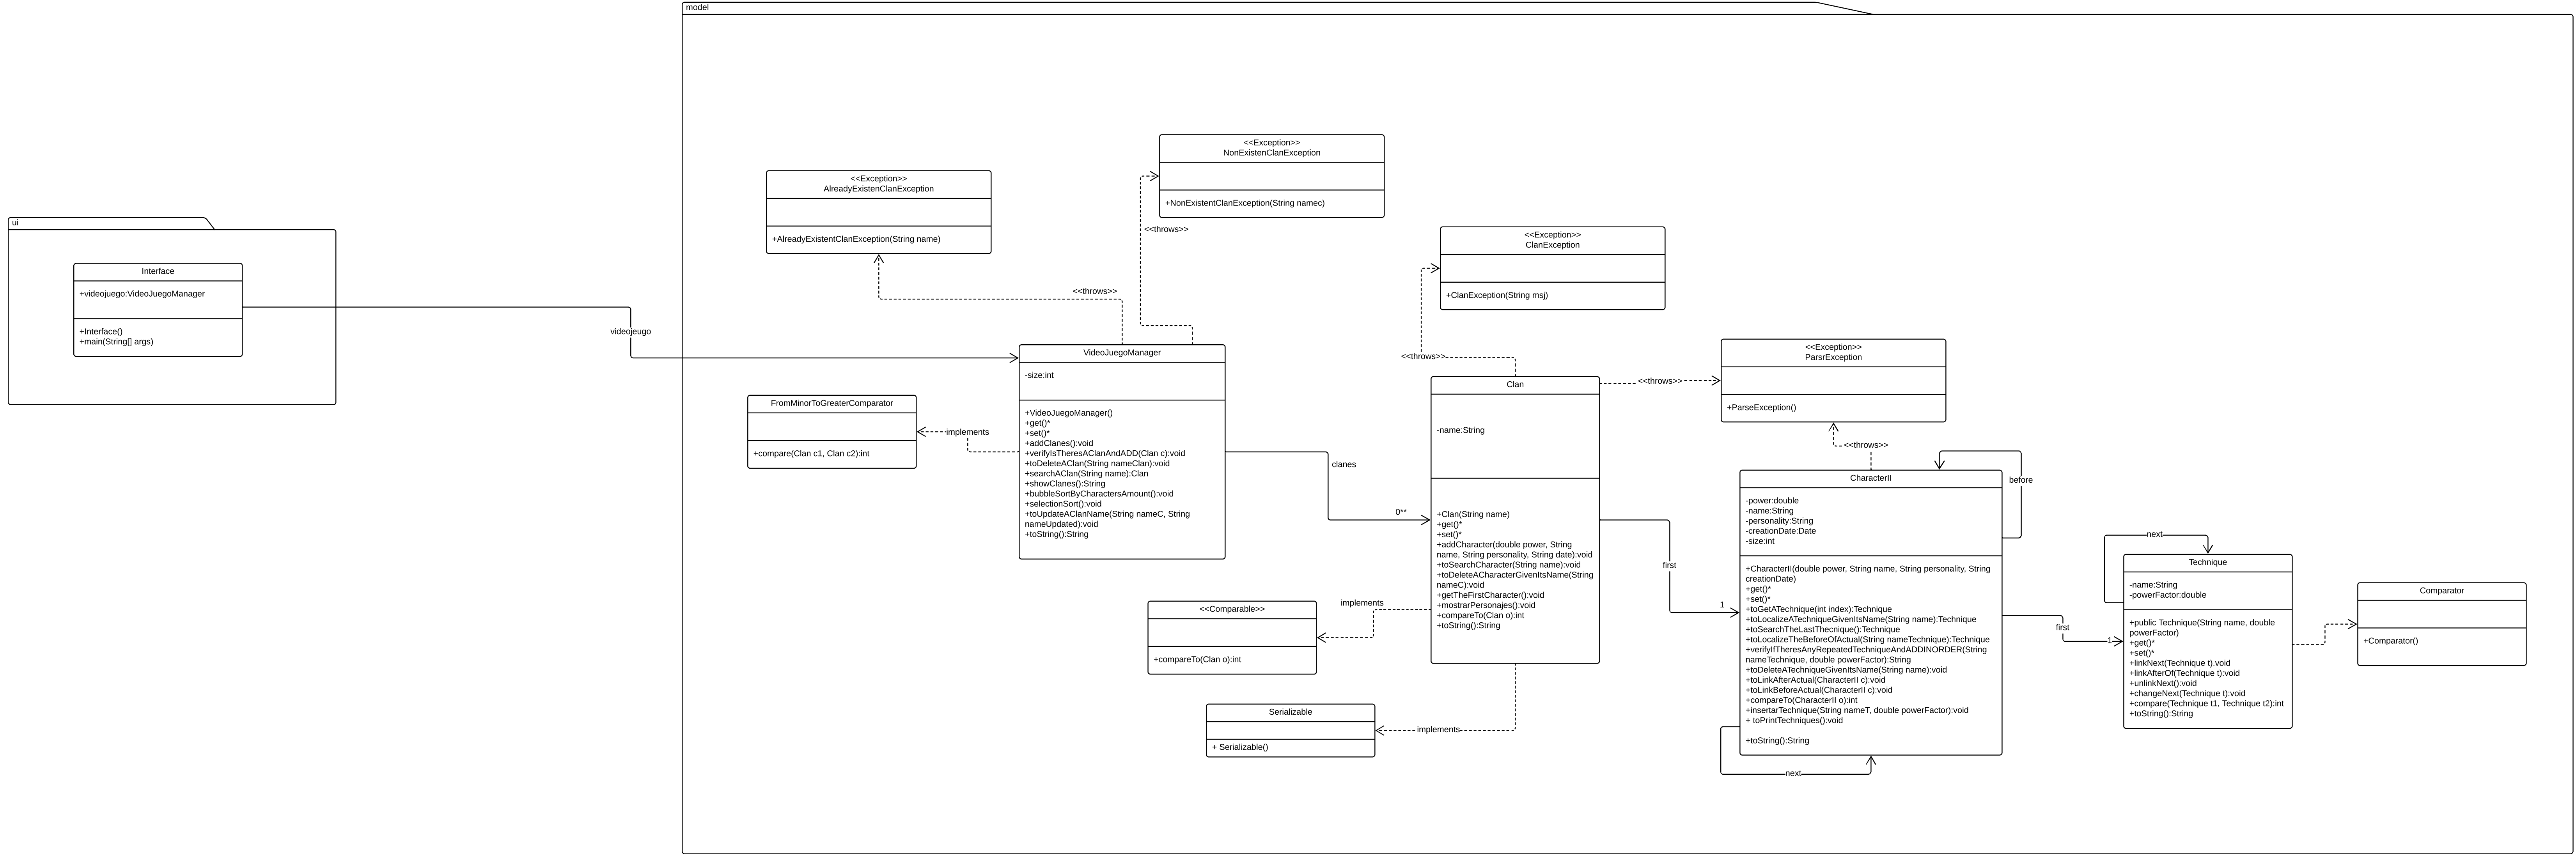 model
ui
Interface
+videojuego:VideoJuegoManager
+Interface()
+main(String[] args)
videojeugo
<<Exception>>
AlreadyExistenClanException
+AlreadyExistentClanException(String name)
<<throws>>
<<Exception>>
NonExistenClanException
+NonExistentClanException(String namec)
<<throws>>
VideoJuegoManager
-size:int
+VideoJuegoManager()
+get()*
+set()*
+addClanes():void
+verifyIsTheresAClanAndADD(Clan c):void
+toDeleteAClan(String nameClan):void
+searchAClan(String name):Clan
+showClanes():String
+bubbleSortByCharactersAmount():void
+selectionSort():void
+toUpdateAClanName(String nameC, String
nameUpdated):void
+toString():String
FromMinorToGreaterComparator
+compare(Clan c1, Clan c2):int
implements
clanes
0**
<<Exception>>
ClanException
+ClanException(String msj)
<<throws>>
Clan
-name:String
+Clan(String name)
+get()*
+set()*
+addCharacter(double power, String
name, String personality, String date):void
+toSearchCharacter(String name):void
+toDeleteACharacterGivenItsName(String
nameC):void
+getTheFirstCharacter():void
+mostrarPersonajes():void
+compareTo(Clan o):int
+toString():String
<<Comparable>>
+compareTo(Clan o):int
implements
Serializable
+ Serializable()
implements
<<throws>>
<<Exception>>
ParsrException
+ParseException()
<<throws>>
first
1
CharacterII
-power:double
-name:String
-personality:String
-creationDate:Date
-size:int
+CharacterII(double power, String name, String personality, String
creationDate)
+get()*
+set()*
+toGetATechnique(int index):Technique
+toLocalizeATechniqueGivenItsName(String name):Technique
+toSearchTheLastThecnique():Technique
+toLocalizeTheBeforeOfActual(String nameTechnique):Technique
+verifyIfTheresAnyRepeatedTechniqueAndADDINORDER(String
nameTechnique, double powerFactor):String
+toDeleteATechniqueGivenItsName(String name):void
+toLinkAfterActual(CharacterII c):void
+toLinkBeforeActual(CharacterII c):void
+compareTo(CharacterII o):int
+insertarTechnique(String nameT, double powerFactor):void
+ toPrintTechniques():void
+toString():String
before
next
first
1
next
Technique
-name:String
-powerFactor:double
+public Technique(String name, double
powerFactor)
+get()*
+set()*
+linkNext(Technique t).void
+linkAfterOf(Technique t):void
+unlinkNext():void
+changeNext(Technique t):void
+compare(Technique t1, Technique t2):int
+toString():String
Comparator
+Comparator()